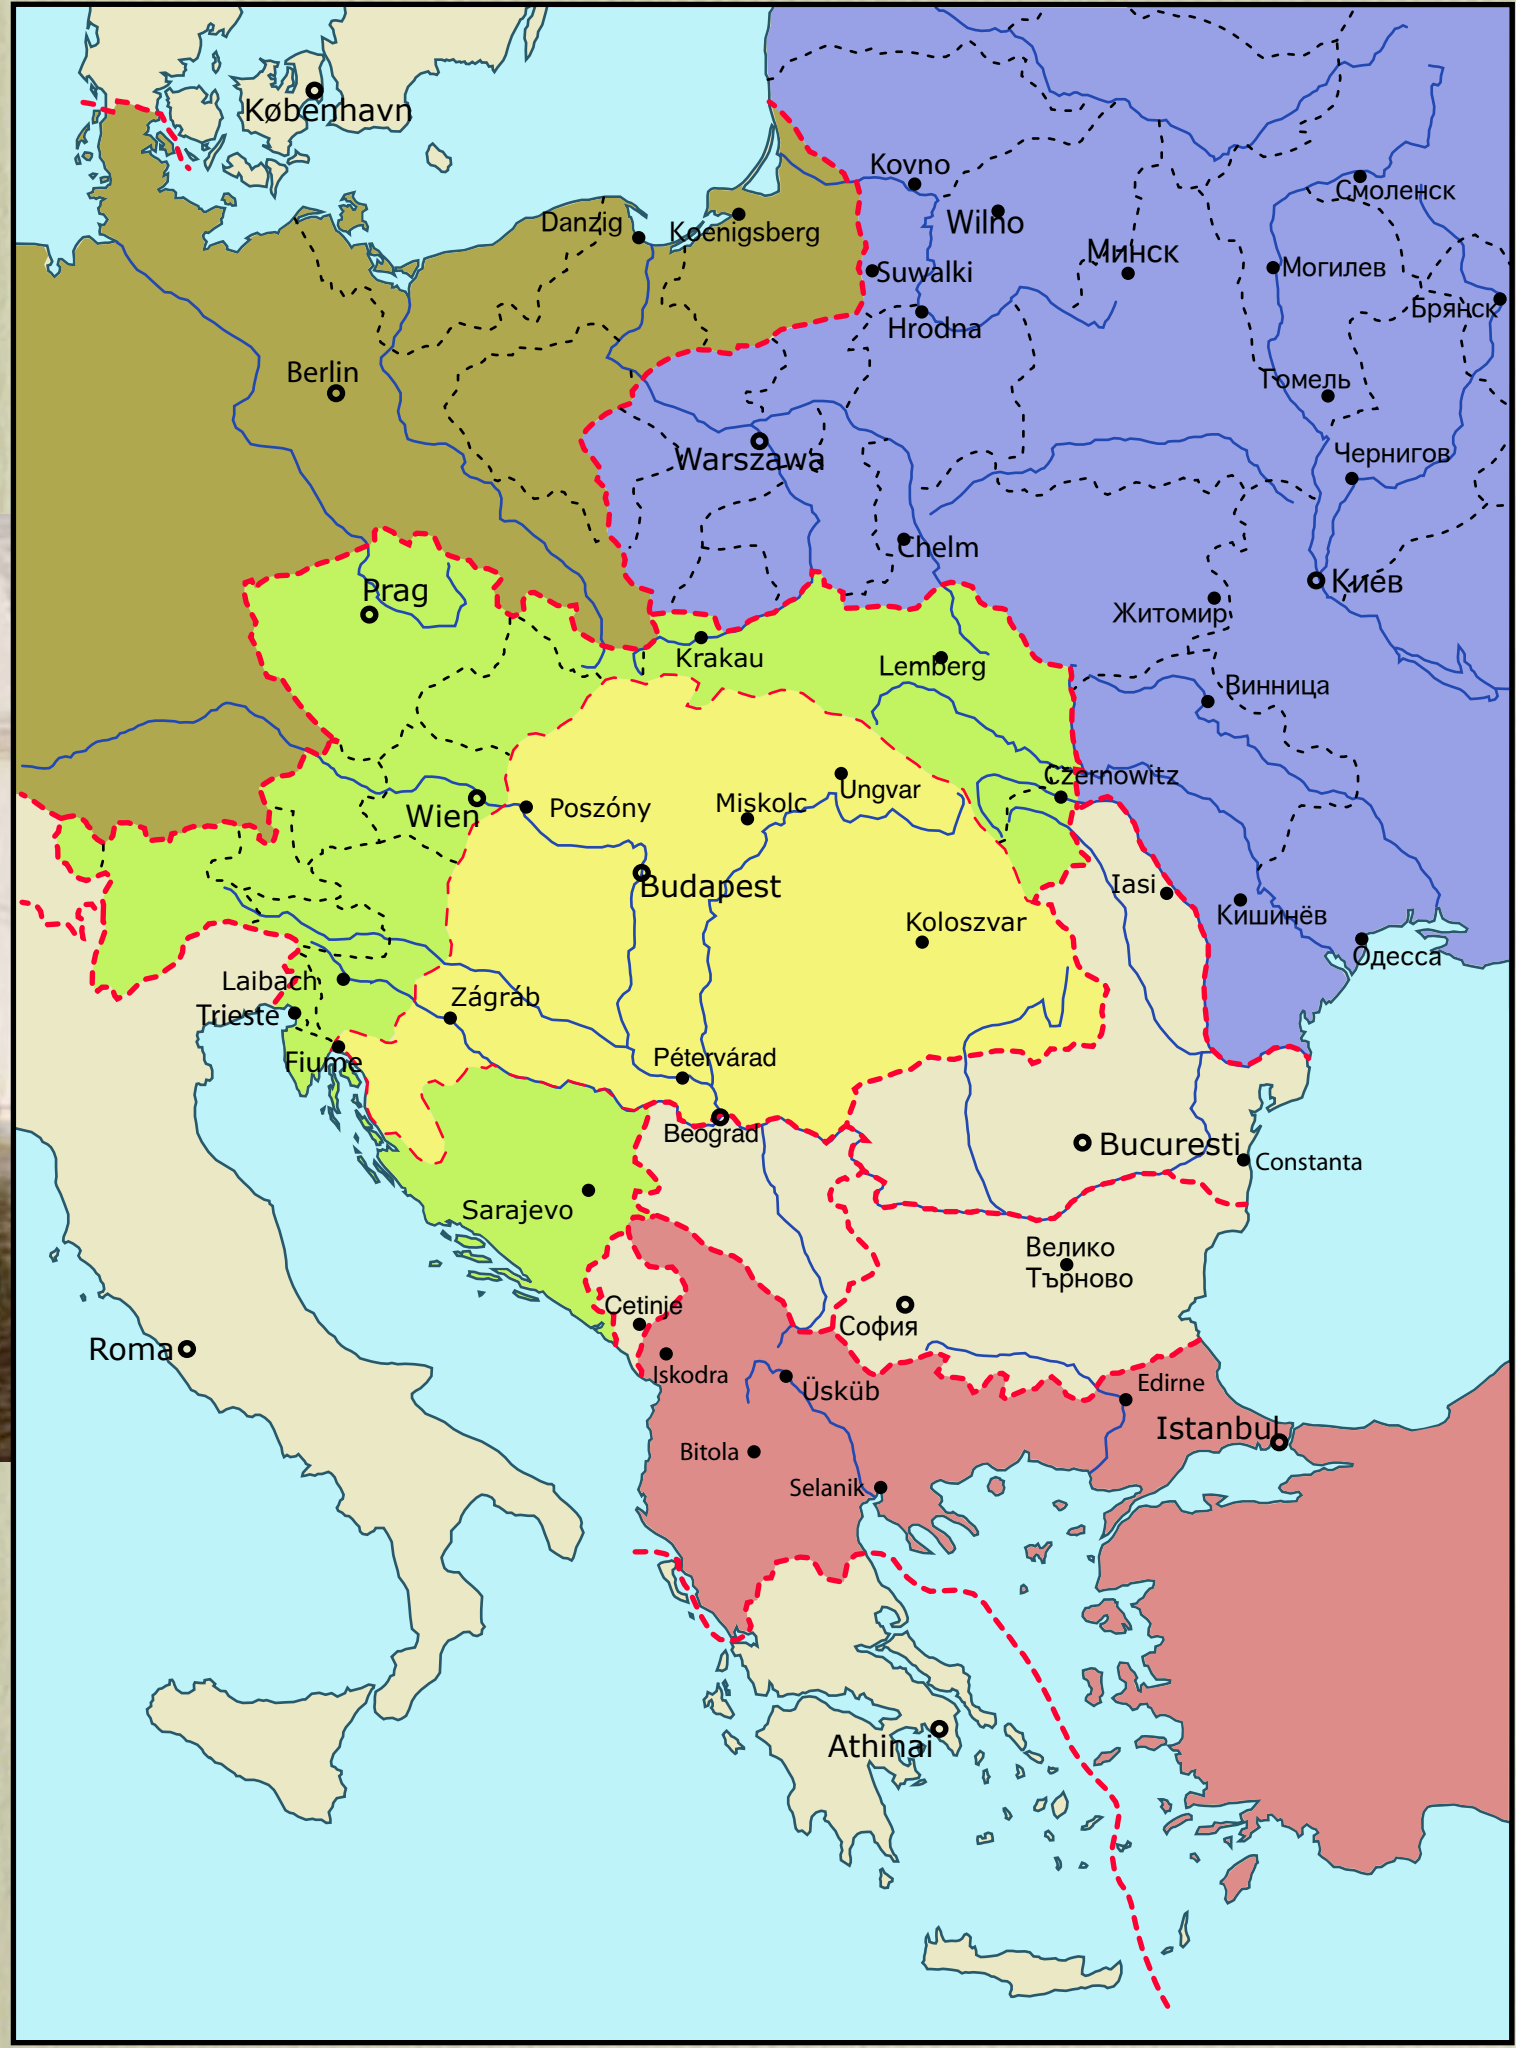 København
Kovno
Смоленск
Wilno
Danzig
Koenigsberg
Минск
Suwalki
Могилев
Брянск
Hrodna
Berlin
Гомель
Warszawa
Чернигов
Chelm
Prag
Киев
Житомир
Krakau
Lemberg
Винница
Czernowitz
Ungvar
Miskolc
Poszóny
Wien
Budapest
Iasi
Кишинёв
Koloszvar
Одесса
Laibach
Zágráb
Trieste
Fiume
Pétervárad
Beograd
Bucuresti
Constanta
Sarajevo
Велико
Търново
Cetinje
София
Roma
Iskodra
Üsküb
Edirne
Istanbul
Bitola
Selanik
Athinai